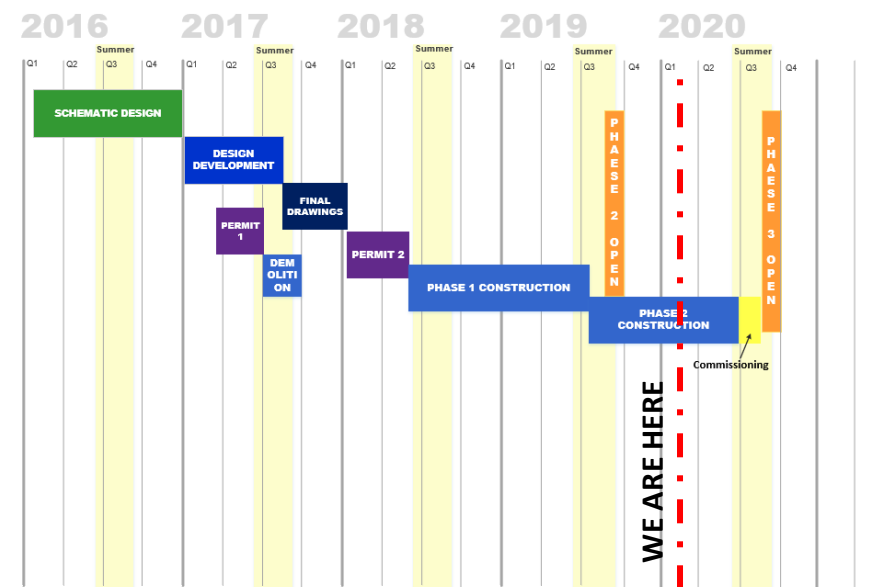 2016 2017 2018 2019 2020
Summer Summer Summer Summer Summer
Q1 Q2 Q3 Q4 Q1 Q2 Q3 Q4 Q1 Q2 Q3 Q4 Q1 Q2 Q3 Q4 Q1 Q2 Q3 Q4
SCHEMATIC DESIGN
DESIGN
DEVELOPMENT
FINAL
DRAWINGS
PERMIT
1
DEM
OLITI
ON
PERMIT 2
PHASE 1 CONSTRUCTION
PHAESE 2 OPEN
PHASE 2
CONSTRUCTION
PHAESE 3 OPEN
Commissioning
WE ARE HERE